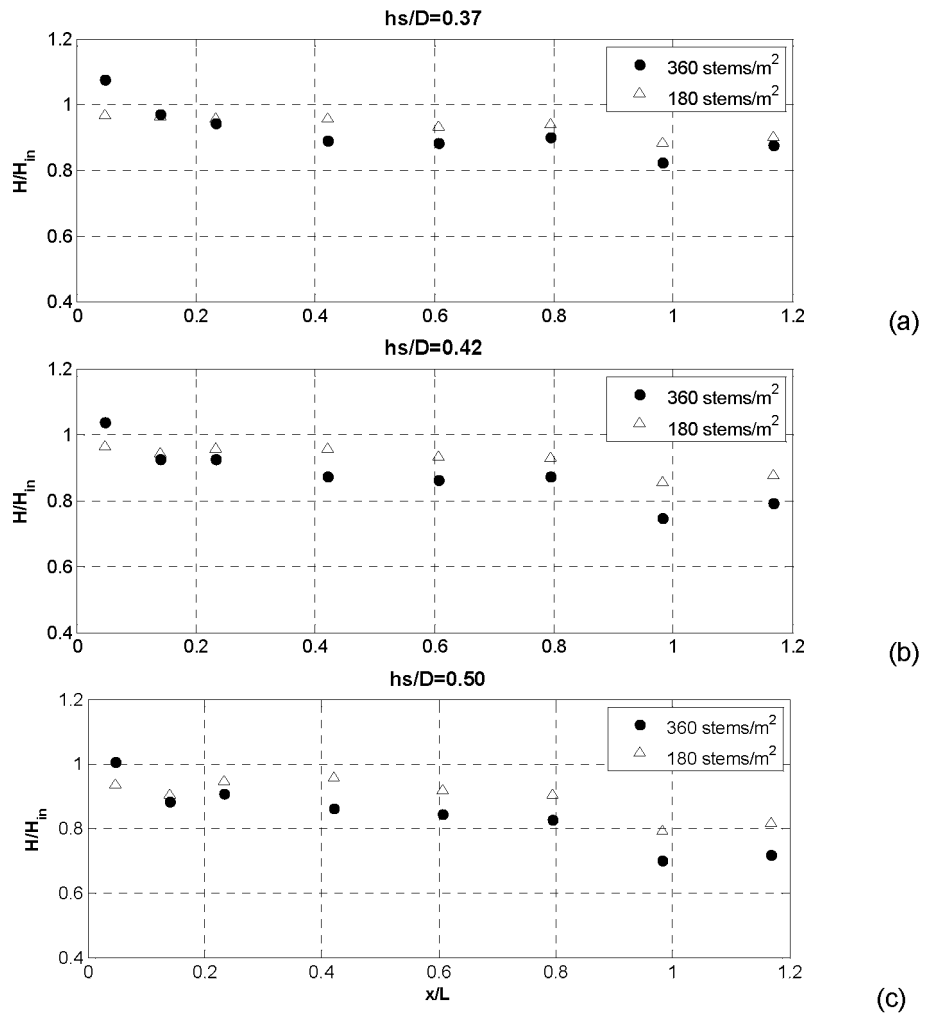 hs/D=0.37
1.2
1
0.8
0.6
0.4
H/H_in
360 stems/m²
180 stems/m²
0 0.2 0.4 0.6 0.8 1 1.2
(a)
hs/D=0.42
1.2
1
0.8
0.6
0.4
H/H_in
360 stems/m²
180 stems/m²
0 0.2 0.4 0.6 0.8 1 1.2
(b)
hs/D=0.50
1.2
1
0.8
0.6
0.4
H/H_in
360 stems/m²
180 stems/m²
0 0.2 0.4 0.6 0.8 1 1.2
x/L
(c)